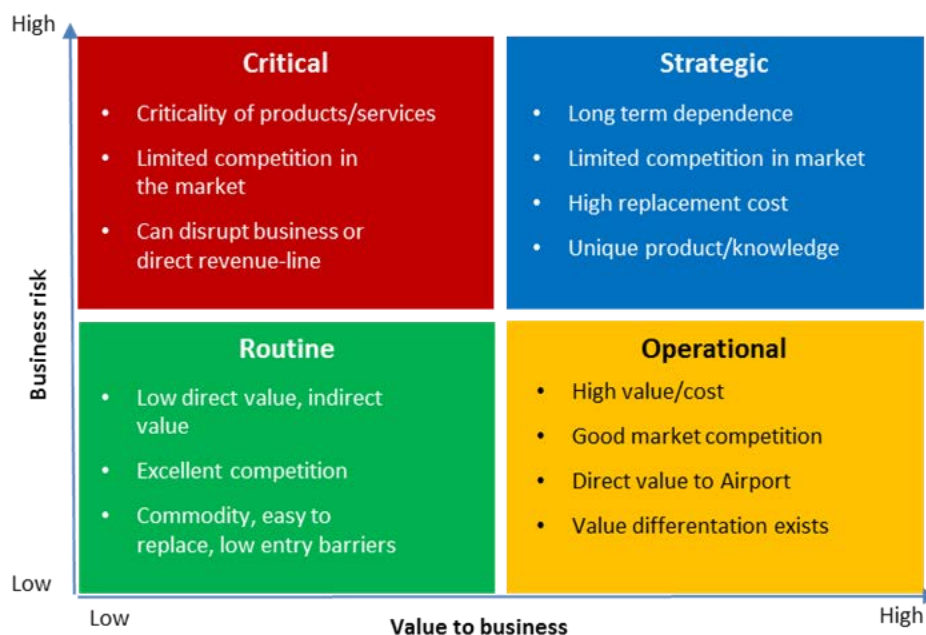 High
Critical
• Criticality of products/services
• Limited competition in
the market
• Can disrupt business or
direct revenue-line
Strategic
• Long term dependence
• Limited competition in market
• High replacement cost
• Unique product/knowledge
Business risk
Routine
• Low direct value, indirect
value
• Excellent competition
• Commodity, easy to
replace, low entry barriers
Operational
• High value/cost
• Good market competition
• Direct value to Airport
• Value differentation exists
Low
Low
Value to business
High